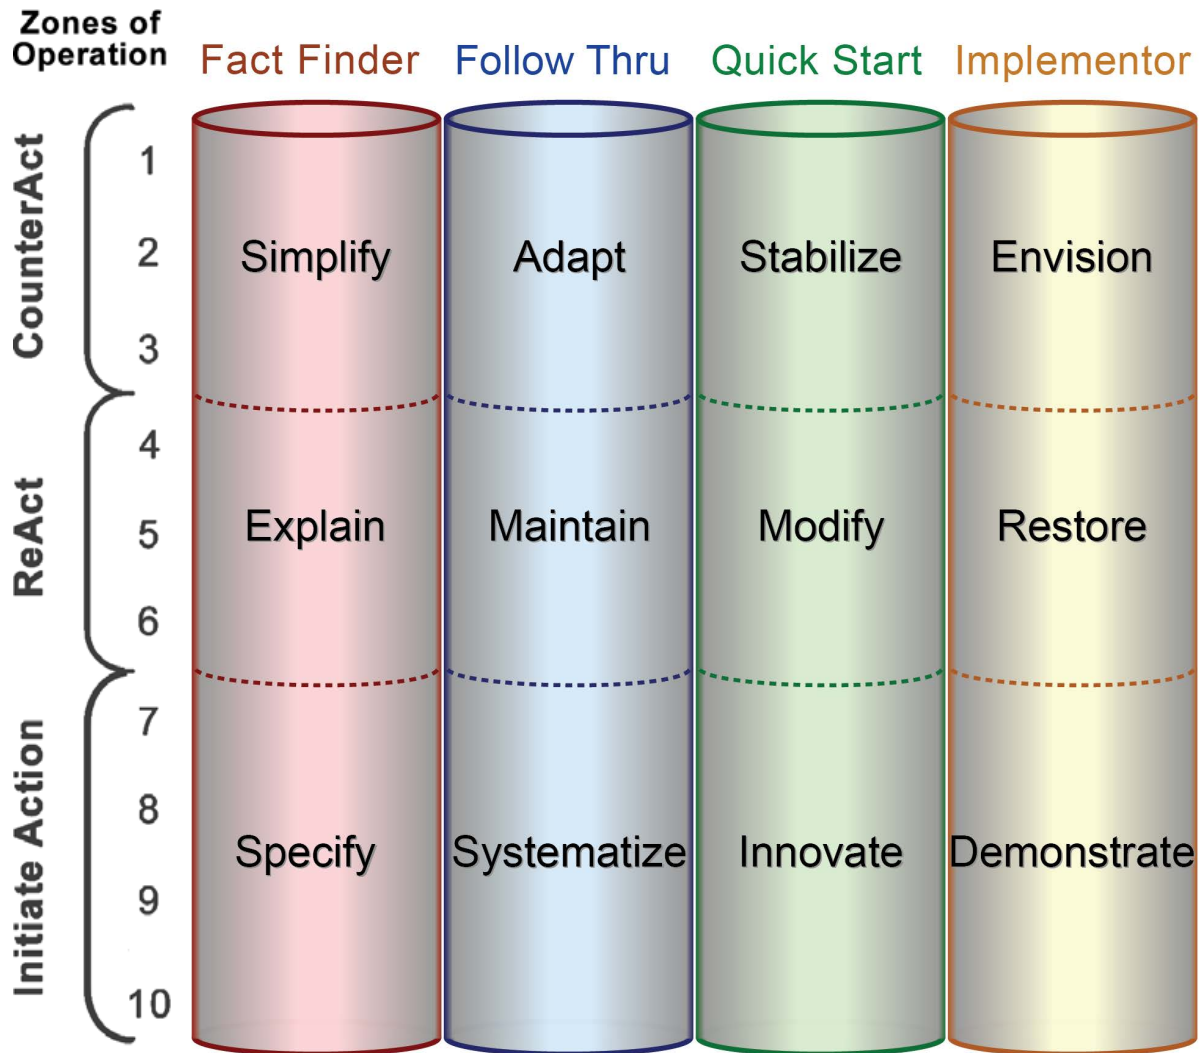 Zones of
Operation
Fact Finder
Follow Thru
Quick Start
Implementor
CounterAct
1
2
3
Simplify
Adapt
Stabilize
Envision
ReAct
4
5
6
Explain
Maintain
Modify
Restore
Initiate Action
7
8
9
10
Specify
Systematize
Innovate
Demonstrate